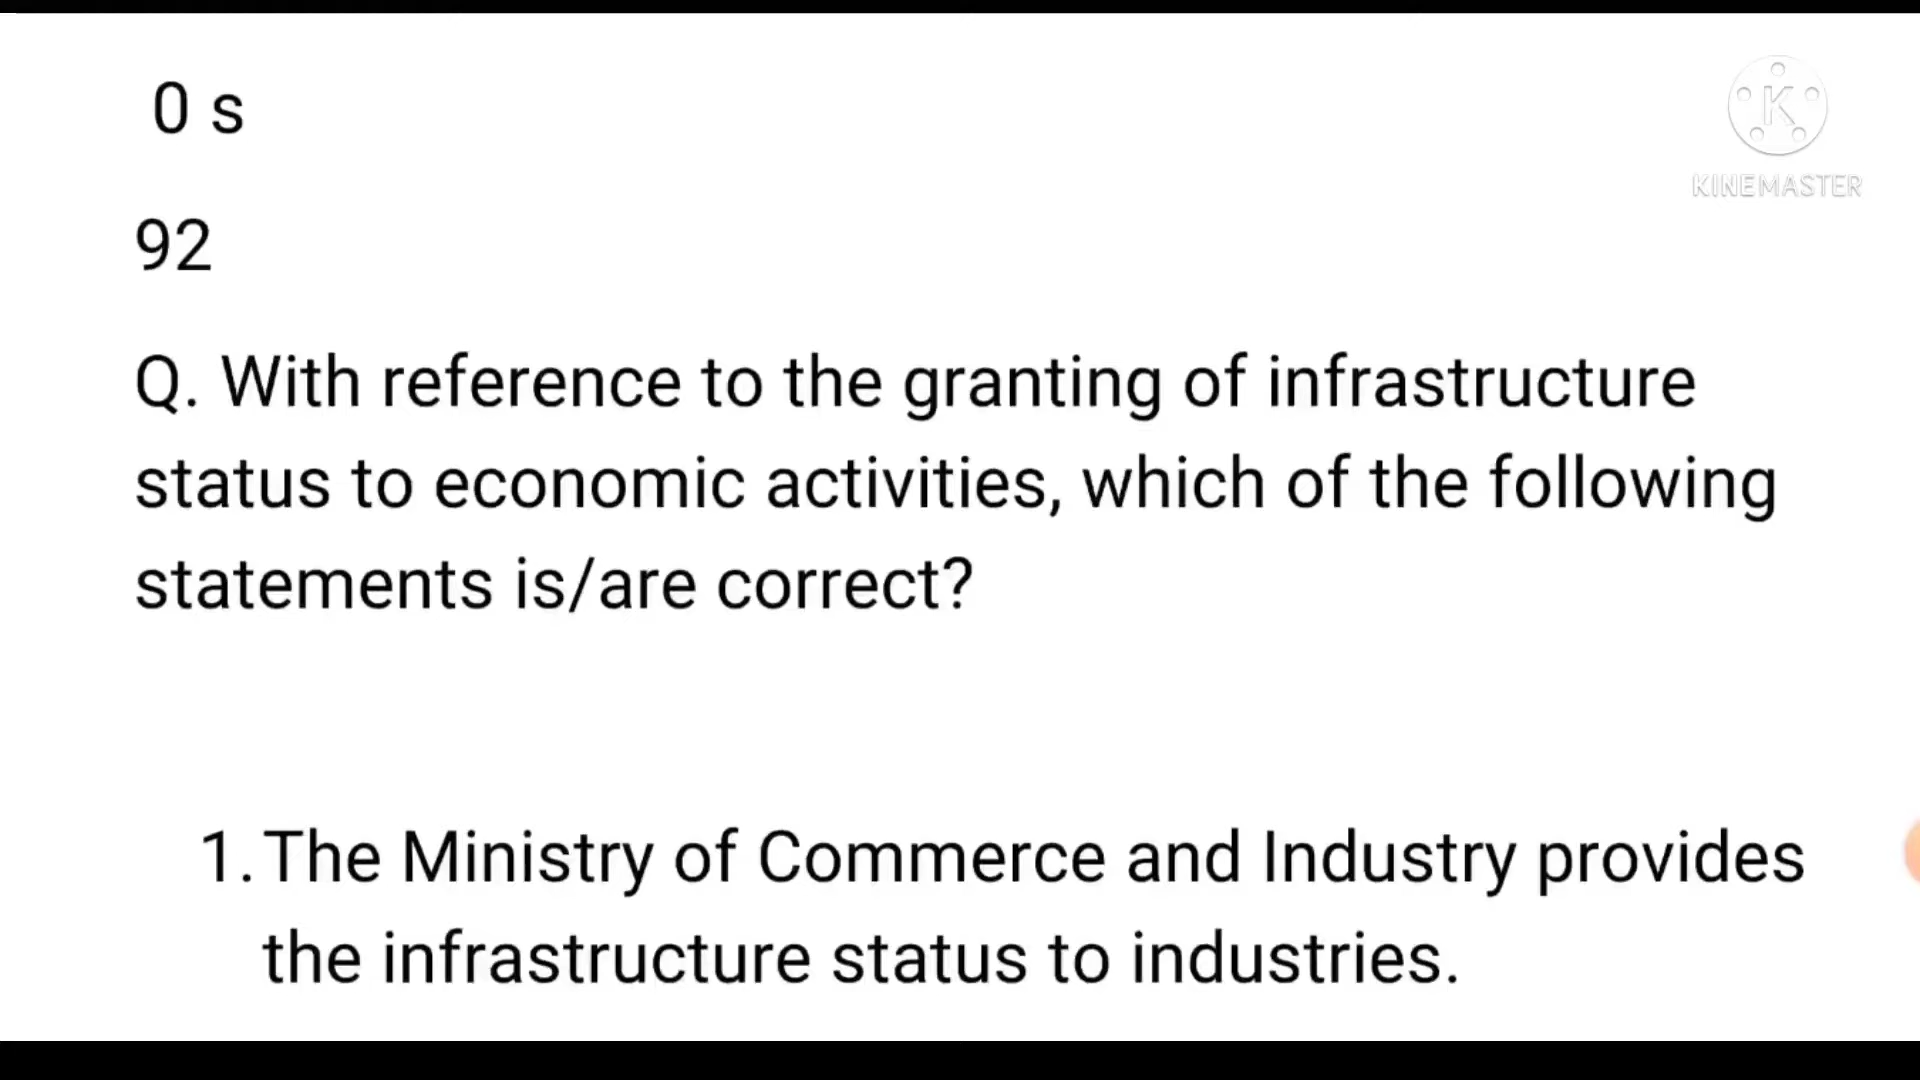 0 s
KINEMASTER
92
Q. With reference to the granting of infrastructure
status to economic activities, which of the following
statements is/are correct?
1. The Ministry of Commerce and Industry provides
the infrastructure status to industries.